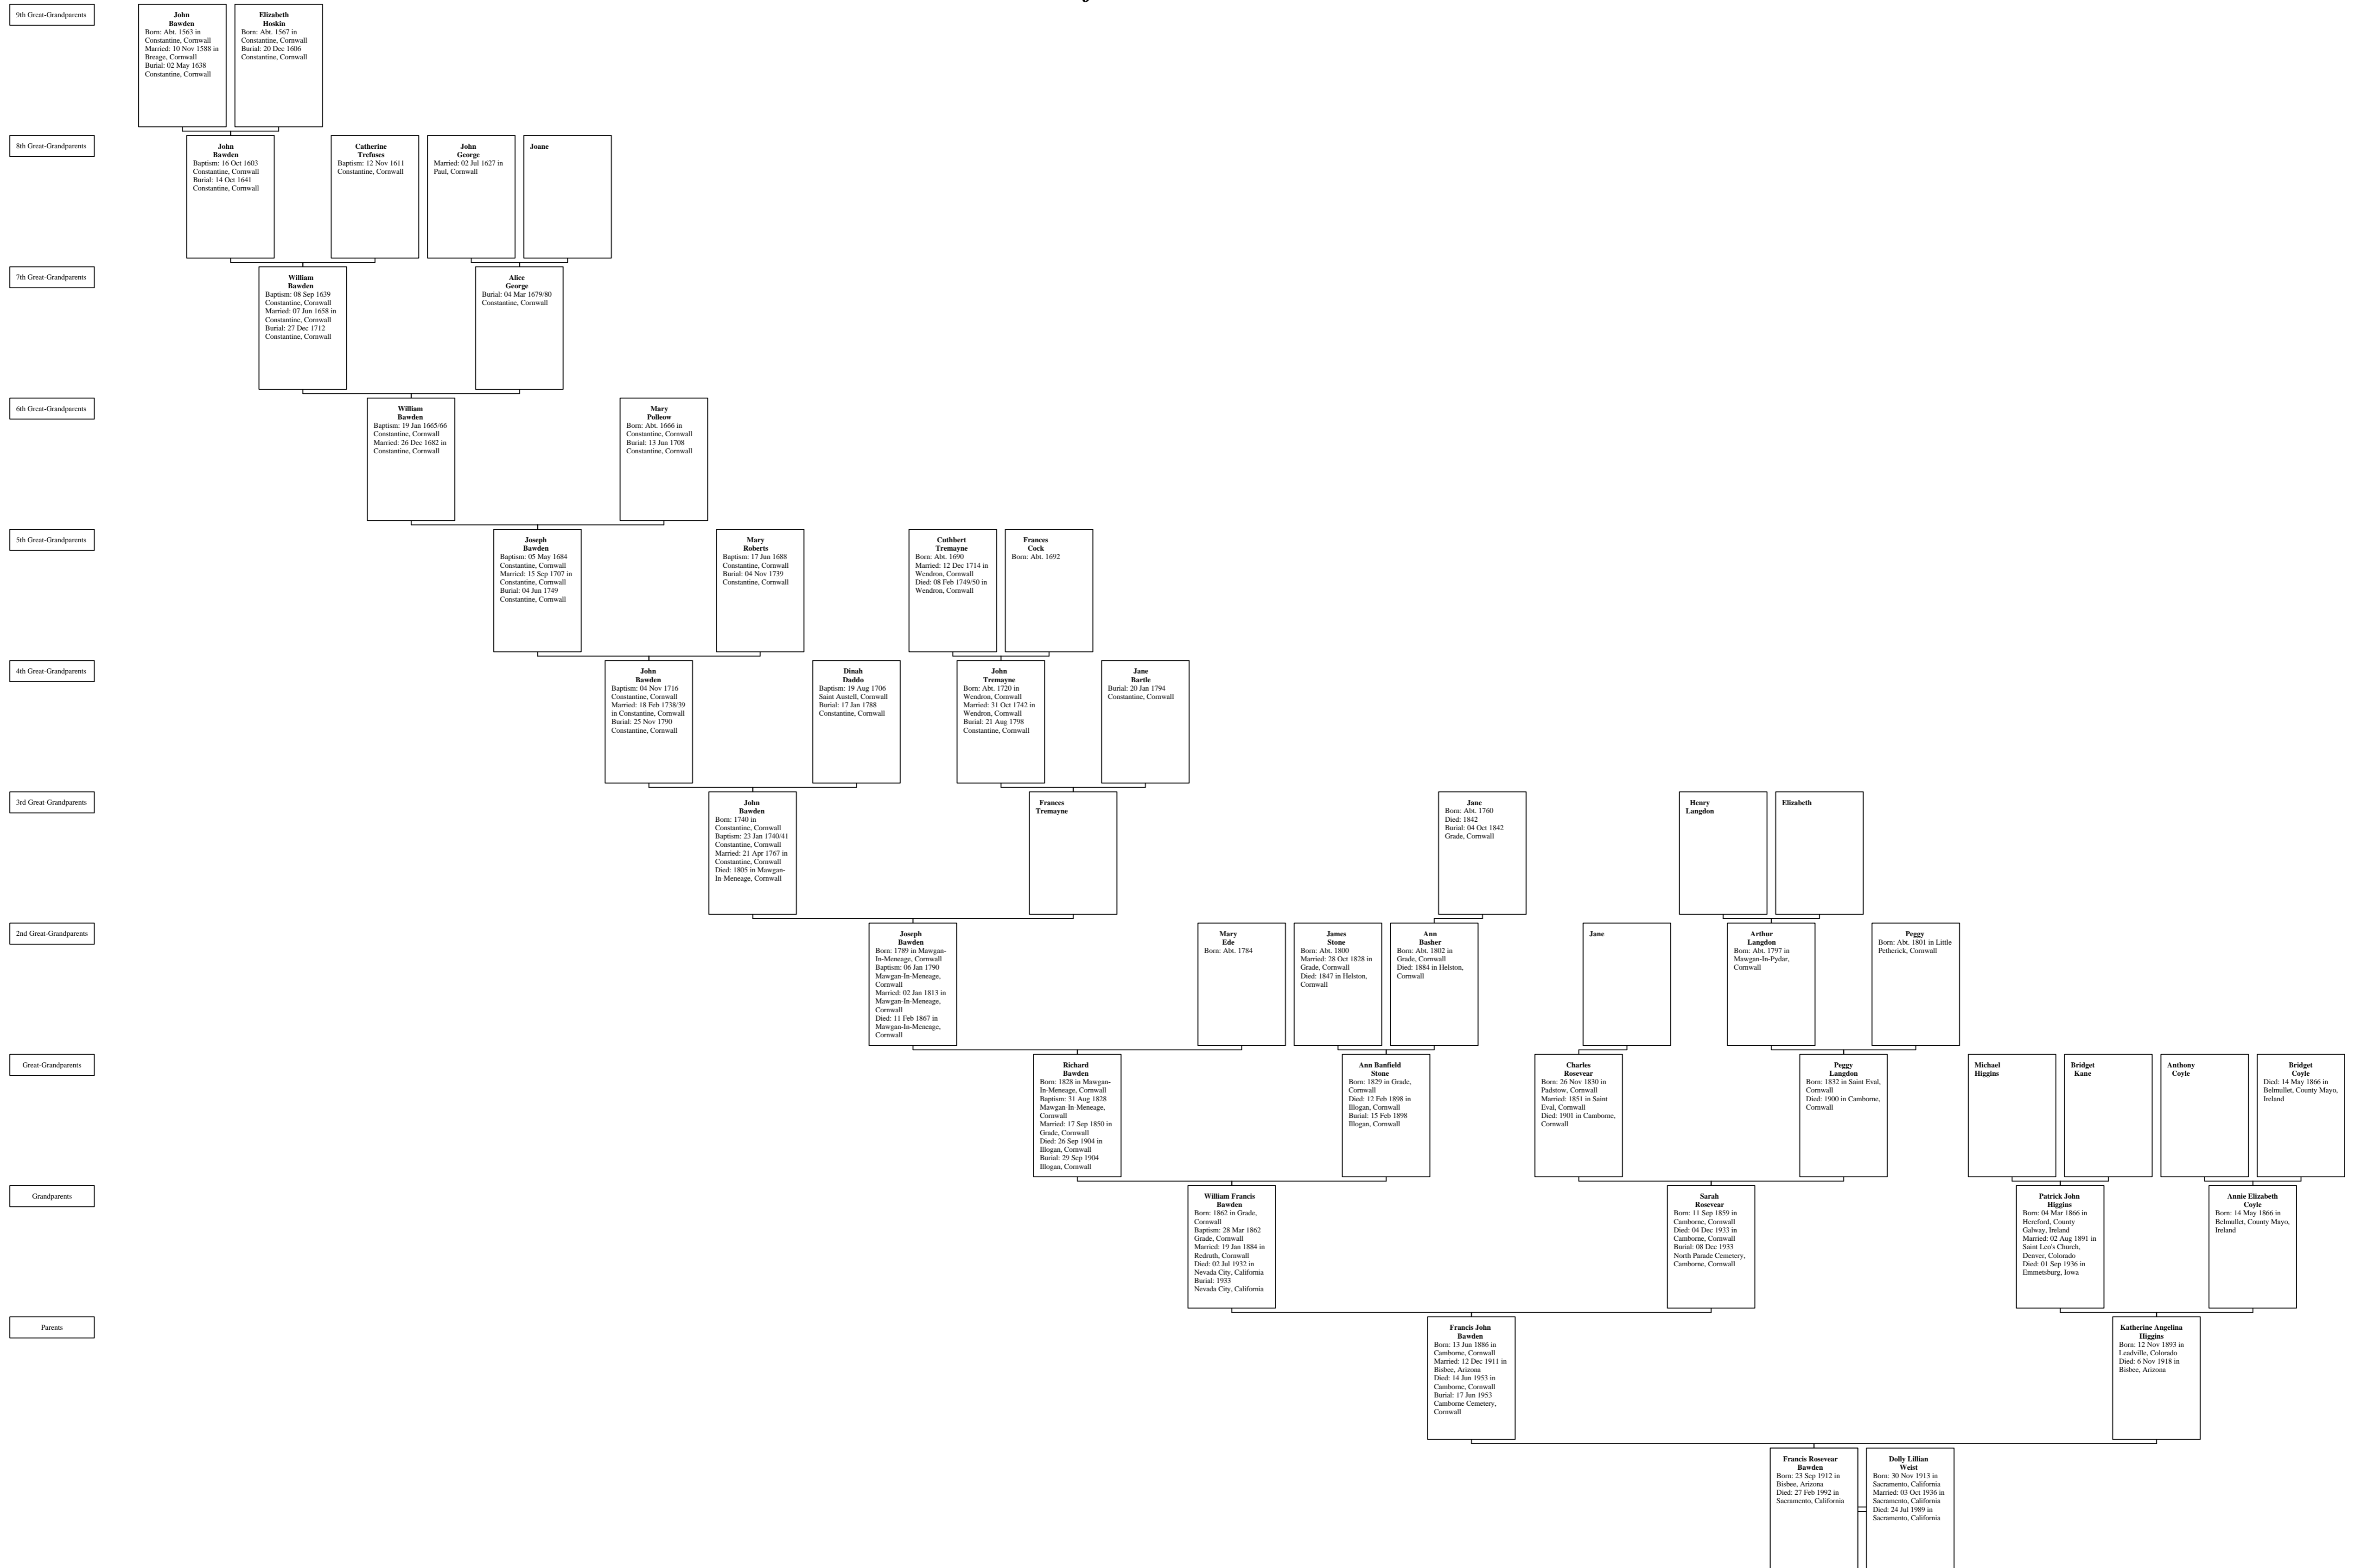 9th Great-Grandparents
John
Bawden
Born: Abt. 1563 in
Constantine, Cornwall
Married: 10 Nov 1588 in
Breage, Cornwall
Burial: 02 May 1638
Constantine, Cornwall
Elizabeth
Hoskin
Born: Abt. 1567 in
Constantine, Cornwall
Burial: 20 Dec 1606
Constantine, Cornwall
8th Great-Grandparents
John
Bawden
Baptism: 16 Oct 1603
Constantine, Cornwall
Burial: 14 Oct 1641
Constantine, Cornwall
Catherine
Trefuses
Baptism: 12 Nov 1611
Constantine, Cornwall
John
George
Married: 02 Jul 1627 in
Paul, Cornwall
Joane
7th Great-Grandparents
William
Bawden
Baptism: 08 Sep 1639
Constantine, Cornwall
Married: 07 Jun 1658 in
Constantine, Cornwall
Burial: 27 Dec 1712
Constantine, Cornwall
Alice
George
Burial: 04 Mar 1679/80
Constantine, Cornwall
6th Great-Grandparents
William
Bawden
Baptism: 19 Jan 1665/66
Constantine, Cornwall
Married: 26 Dec 1682 in
Constantine, Cornwall
Mary
Polleow
Born: Abt. 1666 in
Constantine, Cornwall
Burial: 13 Jun 1708
Constantine, Cornwall
5th Great-Grandparents
Joseph
Bawden
Baptism: 05 May 1684
Constantine, Cornwall
Married: 15 Sep 1707 in
Constantine, Cornwall
Burial: 04 Jun 1749
Constantine, Cornwall
Mary
Roberts
Baptism: 17 Jun 1688
Constantine, Cornwall
Burial: 04 Nov 1739
Constantine, Cornwall
Cuthbert
Tremayne
Born: Abt. 1690
Married: 12 Dec 1714 in
Wendron, Cornwall
Died: 08 Feb 1749/50 in
Wendron, Cornwall
Frances
Cock
Born: Abt. 1692
4th Great-Grandparents
John
Bawden
Baptism: 04 Nov 1716
Constantine, Cornwall
Married: 18 Feb 1738/39
in Constantine, Cornwall
Burial: 25 Nov 1790
Constantine, Cornwall
Dinah
Daddo
Baptism: 19 Aug 1706
Saint Austell, Cornwall
Burial: 17 Jan 1788
Constantine, Cornwall
John
Tremayne
Born: Abt. 1720 in
Wendron, Cornwall
Married: 31 Oct 1742 in
Wendron, Cornwall
Burial: 21 Aug 1798
Constantine, Cornwall
Jane
Bartle
Burial: 20 Jan 1794
Constantine, Cornwall
3rd Great-Grandparents
John
Bawden
Born: 1740 in
Constantine, Cornwall
Baptism: 23 Jan 1740/41
Constantine, Cornwall
Married: 21 Apr 1767 in
Constantine, Cornwall
Died: 1805 in Mawgan-
In-Meneage, Cornwall
Frances
Tremayne
Jane
Born: Abt. 1760
Died: 1842
Burial: 04 Oct 1842
Grade, Cornwall
Henry
Langdon
Elizabeth
2nd Great-Grandparents
Joseph
Bawden
Born: 1789 in Mawgan-
In-Meneage, Cornwall
Baptism: 06 Jan 1790
Mawgan-In-Meneage,
Cornwall
Married: 02 Jan 1813 in
Mawgan-In-Meneage,
Cornwall
Died: 11 Feb 1867 in
Mawgan-In-Meneage,
Cornwall
Mary
Ede
Born: Abt. 1784
James
Stone
Born: Abt. 1800
Married: 28 Oct 1828 in
Grade, Cornwall
Died: 1847 in Helston,
Cornwall
Ann
Basher
Born: Abt. 1802 in
Grade, Cornwall
Died: 1884 in Helston,
Cornwall
Jane
Arthur
Langdon
Born: Abt. 1797 in
Mawgan-In-Pydar,
Cornwall
Peggy
Born: Abt. 1801 in Little
Petherick, Cornwall
Great-Grandparents
Richard
Bawden
Born: 1828 in Mawgan-
In-Meneage, Cornwall
Baptism: 31 Aug 1828
Mawgan-In-Meneage,
Cornwall
Married: 17 Sep 1850 in
Grade, Cornwall
Died: 26 Sep 1904 in
Illogan, Cornwall
Burial: 29 Sep 1904
Illogan, Cornwall
Ann Banfield
Stone
Born: 1829 in Grade,
Cornwall
Died: 12 Feb 1898 in
Illogan, Cornwall
Burial: 15 Feb 1898
Illogan, Cornwall
Charles
Rosevear
Born: 26 Nov 1830 in
Padstow, Cornwall
Married: 1851 in Saint
Eval, Cornwall
Died: 1901 in Camborne,
Cornwall
Peggy
Langdon
Born: 1832 in Saint Eval,
Cornwall
Died: 1900 in Camborne,
Cornwall
Michael
Higgins
Bridget
Kane
Anthony
Coyle
Bridget
Coyle
Died: 14 May 1866 in
Belmullet, County Mayo,
Ireland
Grandparents
William Francis
Bawden
Born: 1862 in Grade,
Cornwall
Baptism: 28 Mar 1862
Grade, Cornwall
Married: 19 Jan 1884 in
Redruth, Cornwall
Died: 02 Jul 1932 in
Nevada City, California
Burial: 1933
Nevada City, California
Sarah
Rosevear
Born: 11 Sep 1859 in
Camborne, Cornwall
Died: 04 Dec 1933 in
Camborne, Cornwall
Burial: 08 Dec 1933
North Parade Cemetery,
Camborne, Cornwall
Patrick John
Higgins
Born: 04 Mar 1866 in
Hereford, County
Galway, Ireland
Married: 02 Aug 1891 in
Saint Leo's Church,
Denver, Colorado
Died: 01 Sep 1936 in
Emmetsburg, Iowa
Annie Elizabeth
Coyle
Born: 14 May 1866 in
Belmullet, County Mayo,
Ireland
Parents
Francis John
Bawden
Born: 13 Jun 1886 in
Camborne, Cornwall
Married: 12 Dec 1911 in
Bisbee, Arizona
Died: 14 Jun 1953 in
Camborne, Cornwall
Burial: 17 Jun 1953
Camborne Cemetery,
Cornwall
Katherine Angelina
Higgins
Born: 12 Nov 1893 in
Leadville, Colorado
Died: 6 Nov 1918 in
Bisbee, Arizona
Francis Rosevear
Bawden
Born: 23 Sep 1912 in
Bisbee, Arizona
Died: 27 Feb 1992 in
Sacramento, California
Dolly Lillian
Weist
Born: 30 Nov 1913 in
Sacramento, California
Married: 03 Oct 1936 in
Sacramento, California
Died: 24 Jul 1989 in
Sacramento, California